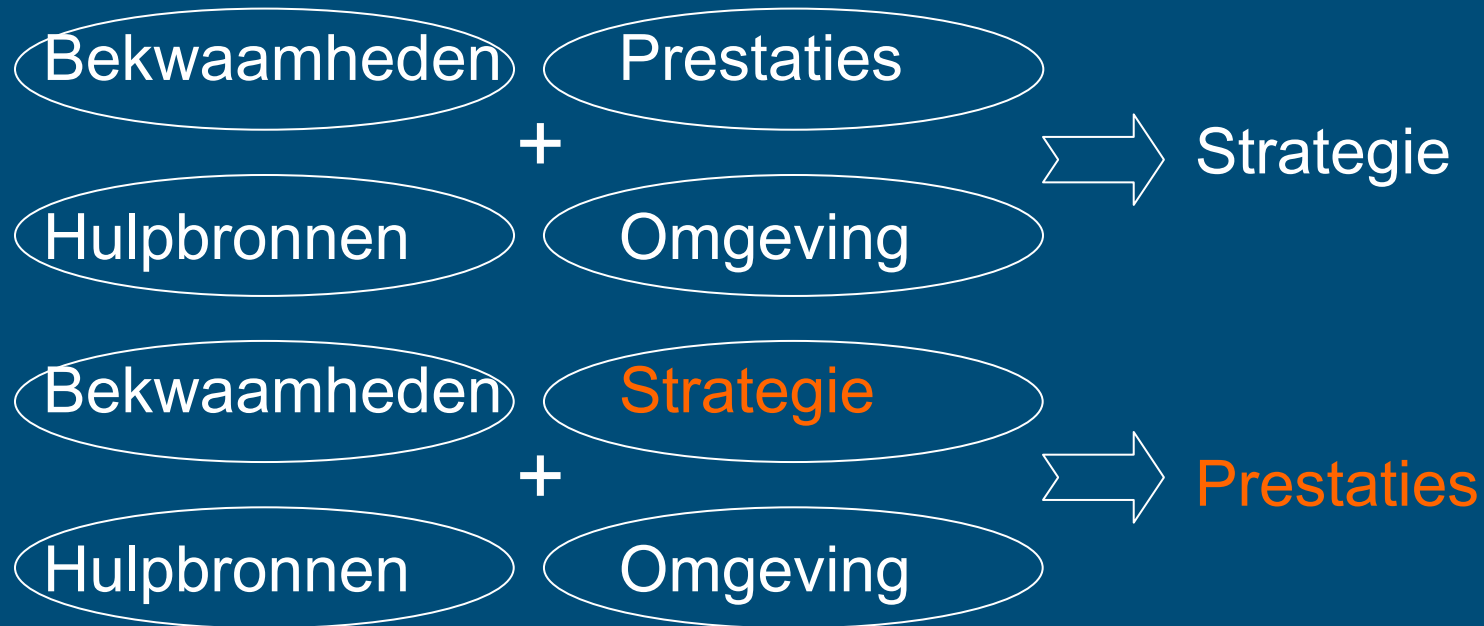 Bekwaamheden Prestaties
+
Strategie
Hulpbronnen Omgeving
Bekwaamheden Strategie
+
Prestaties
Hulpbronnen Omgeving